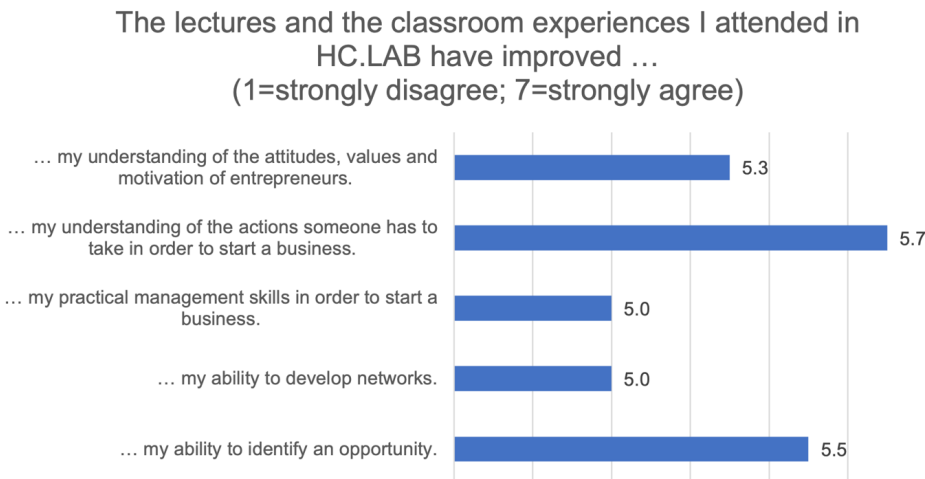 The lectures and the classroom experiences I attended in
HC.LAB have improved …
(1=strongly disagree; 7=strongly agree)
… my understanding of the attitudes, values and
motivation of entrepreneurs.
5.3
… my understanding of the actions someone has to
take in order to start a business.
5.7
… my practical management skills in order to start a
business.
5.0
… my ability to develop networks.
5.0
… my ability to identify an opportunity.
5.5